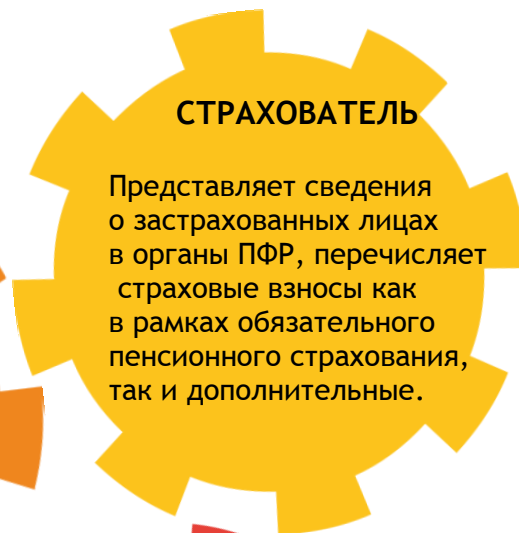 СТРАХОВАТЕЛЬ
Представляет сведения
о застрахованных лицах
в органы ПФР, перечисляет
страховые взносы как
в рамках обязательного
пенсионного страхования,
так и дополнительные.